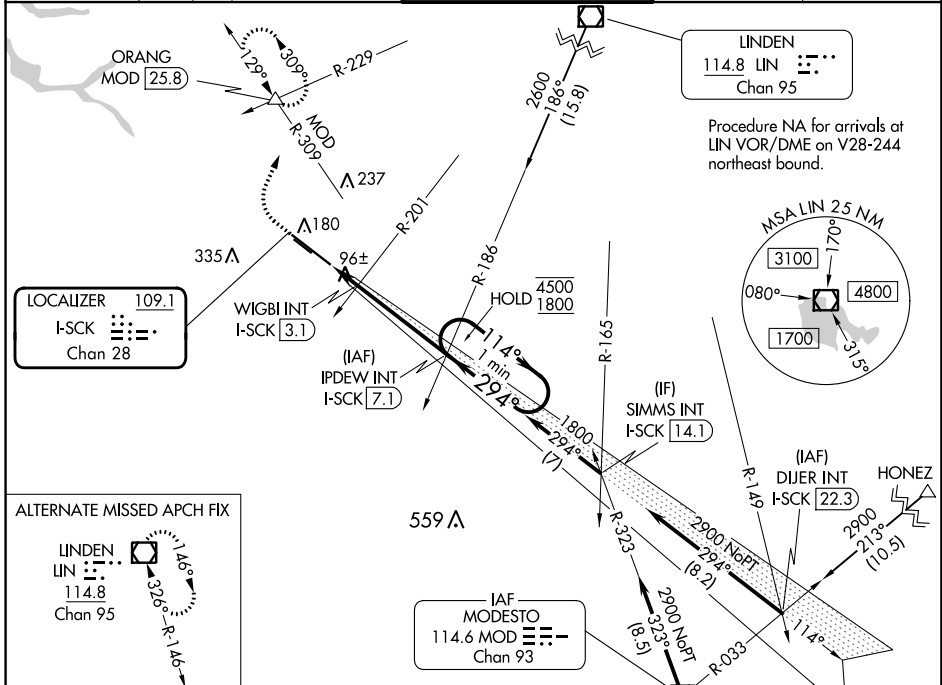 ORANG
MOD 25.8
129°
309°
R-229
MOD
R-309
237
180
335
96±
R-201
2600
186°
(15.8)
R-186
LINDEN
114.8 LIN
Chan 95
Procedure NA for arrivals at
LIN VOR/DME on V28-244
northeast bound.
MSA LIN 25 NM
3100
170°
080°
4800
1700
315°
LOCALIZER 109.1
I-SCK
Chan 28
WIGBI INT
I-SCK 3.1
(IAF)
IPDEW INT
I-SCK 7.1
HOLD 4500
1800
114°
1 min
294°
R-165
(IF)
SIMMS INT
I-SCK 14.1
1800
294°
(7)
R-149
(IAF)
DIJER INT
I-SCK 22.3
HONEZ
2900
213°
(10.5)
2900 NoPT
294°
(8.2)
114°
R-323
2900 NoPT
323°
(8.5)
R-033
559
IAF
MODESTO
114.6 MOD
Chan 93
ALTERNATE MISSED APCH FIX
LINDEN
LIN
114.8
Chan 95
146°
326°
R-146